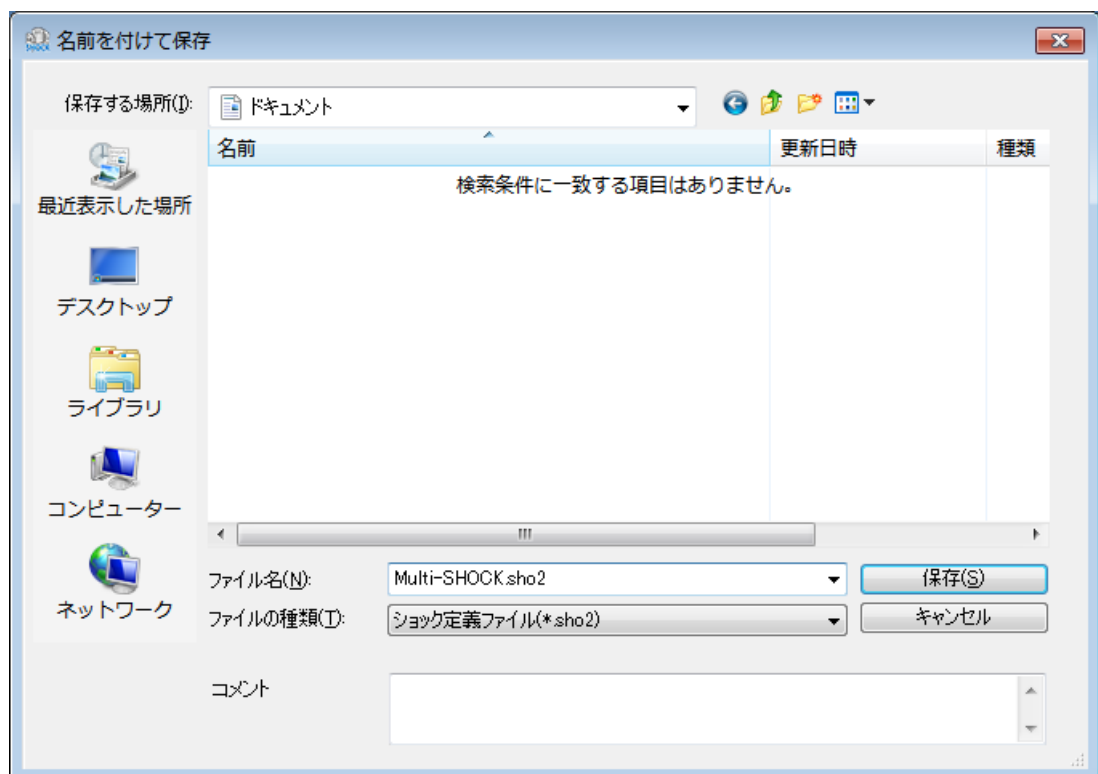 SHOCK 名前を付けて保存
保存する場所(I):
ドキュメント
名前 更新日時 種類
検索条件に一致する項目はありません。
最近表示した場所
デスクトップ
ライブラリ
コンピューター
ネットワーク
ファイル名(N): Multi-SHOCK.sho2 保存(S)
ファイルの種類(T): ショック定義ファイル(*.sho2) キャンセル
コメント